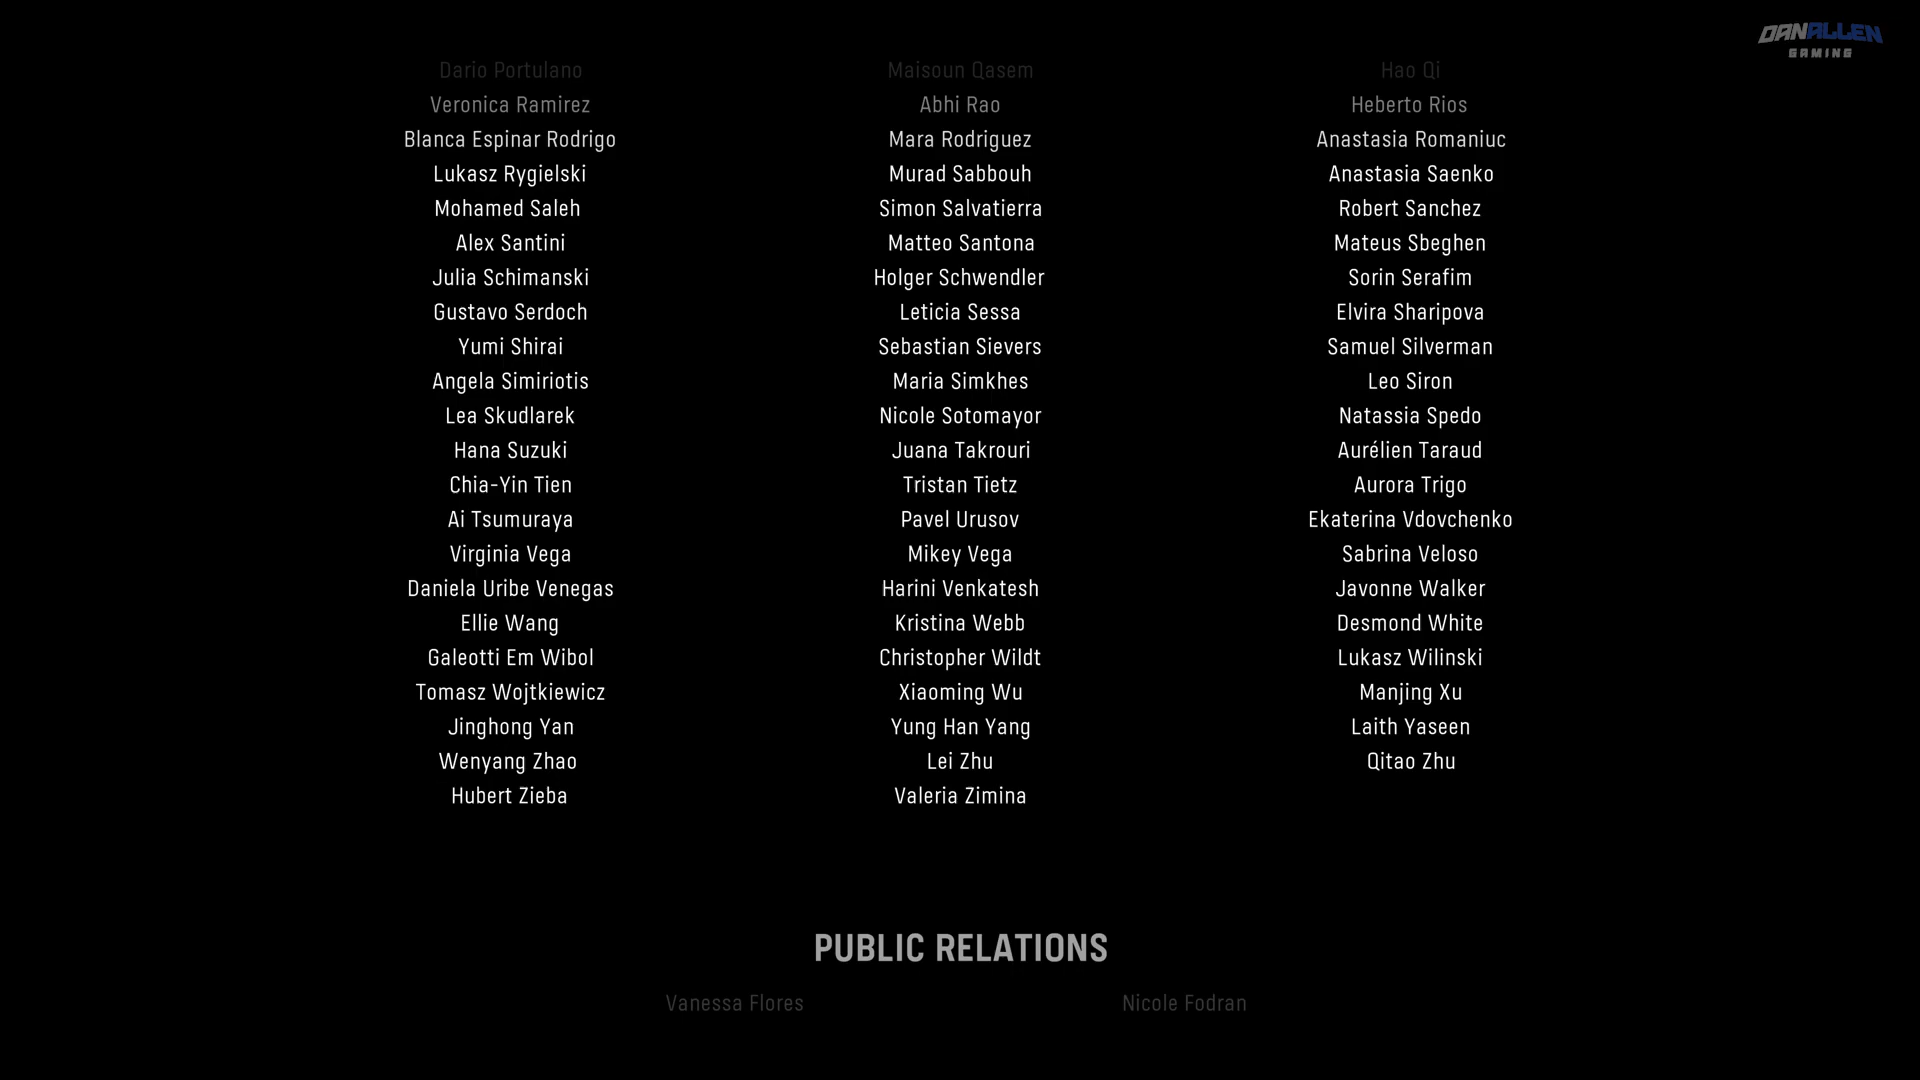 DANALLEN
GAMING
Dario Portulano Maisoun Qasem Hao Qi
Veronica Ramirez Abhi Rao Heberto Rios
Blanca Espinar Rodrigo Mara Rodriguez Anastasia Romaniuc
Lukasz Rygielski Murad Sabbouh Anastasia Saenko
Mohamed Saleh Simon Salvatierra Robert Sanchez
Alex Santini Matteo Santona Mateus Sbeghen
Julia Schimanski Holger Schwendler Sorin Serafim
Gustavo Serdoch Leticia Sessa Elvira Sharipova
Yumi Shirai Sebastian Sievers Samuel Silverman
Angela Simiriotis Maria Simkhes Leo Siron
Lea Skudlarek Nicole Sotomayor Natassia Spedo
Hana Suzuki Juana Takrouri Aurélien Taraud
Chia-Yin Tien Tristan Tietz Aurora Trigo
Ai Tsumuraya Pavel Urusov Ekaterina Vdovchenko
Virginia Vega Mikey Vega Sabrina Veloso
Daniela Uribe Venegas Harini Venkatesh Javonne Walker
Ellie Wang Kristina Webb Desmond White
Galeotti Em Wibol Christopher Wildt Lukasz Wilinski
Tomasz Wojtkiewicz Xiaoming Wu Manjing Xu
Jinghong Yan Yung Han Yang Laith Yaseen
Wenyang Zhao Lei Zhu Qitao Zhu
Hubert Zieba Valeria Zimina
PUBLIC RELATIONS
Vanessa Flores Nicole Fodran